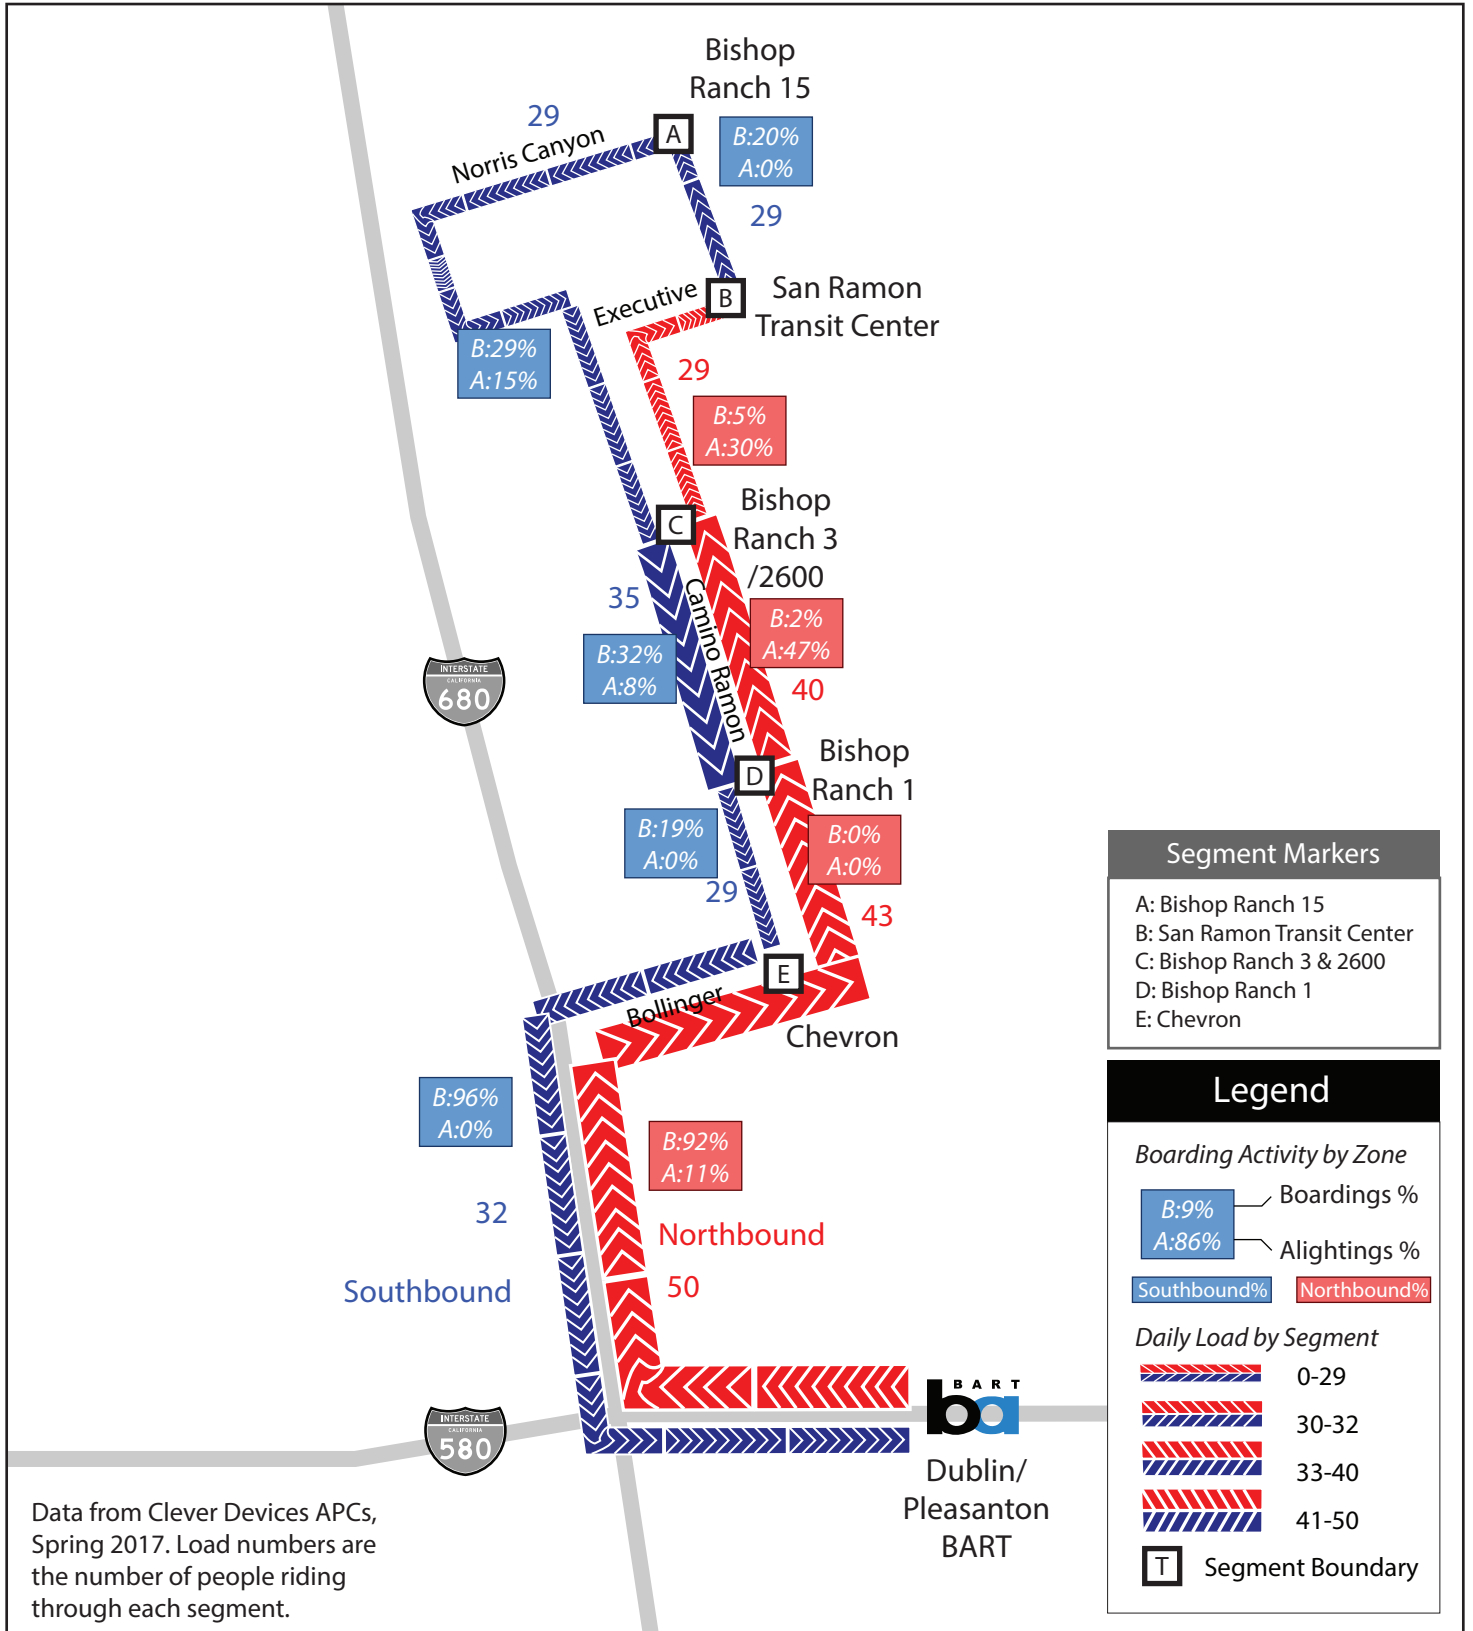 Bishop
Ranch 15
29
Norris Canyon
A
B:20%
A:0%
29
B
San Ramon
Transit Center
Executive
B:29%
A:15%
29
B:5%
A:30%
C
Bishop
Ranch 3
/2600
35
Camino Ramon
B:32%
A:8%
B:2%
A:47%
40
INTERSTATE
CALIFORNIA
680
D
Bishop
Ranch 1
B:19%
A:0%
29
B:0%
A:0%
43
E
Bollinger
Chevron
B:96%
A:0%
B:92%
A:11%
32
Northbound
50
Southbound
INTERSTATE
CALIFORNIA
580
BART
ba
Dublin/
Pleasanton
BART
Data from Clever Devices APCs,
Spring 2017. Load numbers are
the number of people riding
through each segment.
Segment Markers
A: Bishop Ranch 15
B: San Ramon Transit Center
C: Bishop Ranch 3 & 2600
D: Bishop Ranch 1
E: Chevron
Legend
Boarding Activity by Zone
B:9%
A:86%
Boardings %
Alightings %
Southbound%
Northbound%
Daily Load by Segment
0-29
30-32
33-40
41-50
T
Segment Boundary